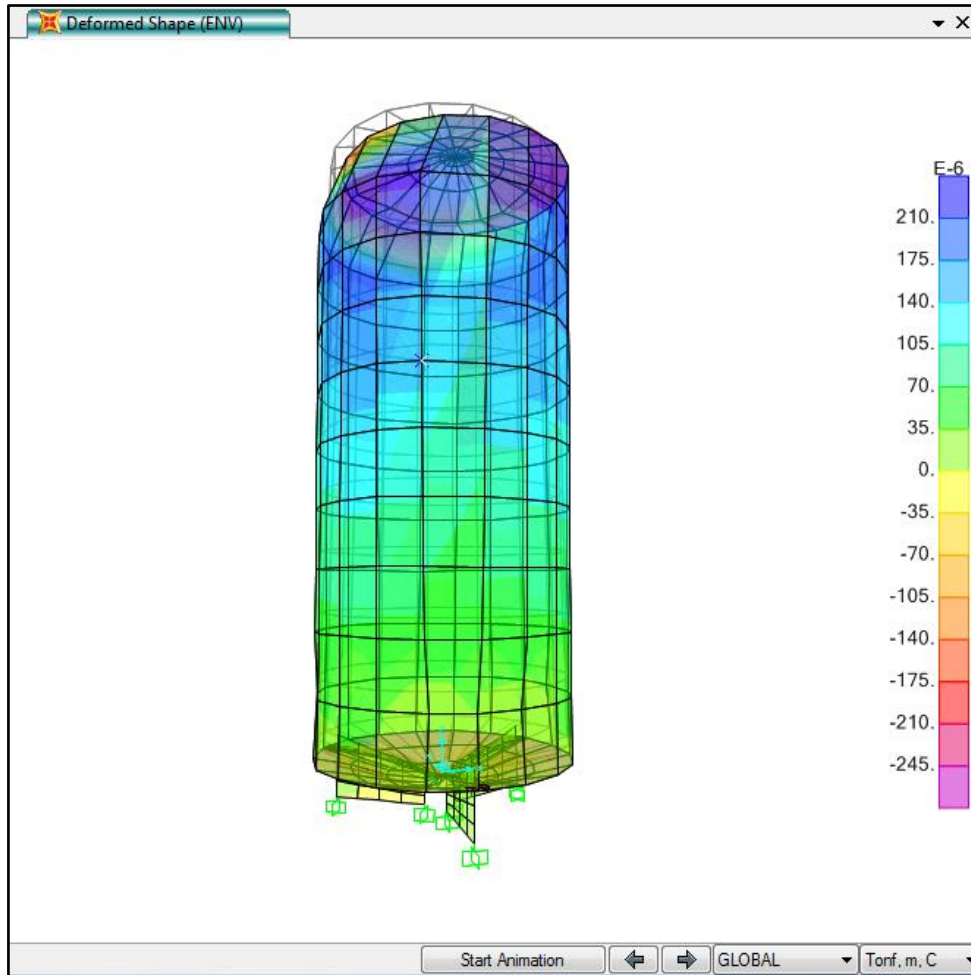 Deformed Shape (ENV)
E-6
210.
175.
140.
105.
70.
35.
0.
-35.
-70.
-105.
-140.
-175.
-210.
-245.
Start Animation
GLOBAL
Tonf, m, C